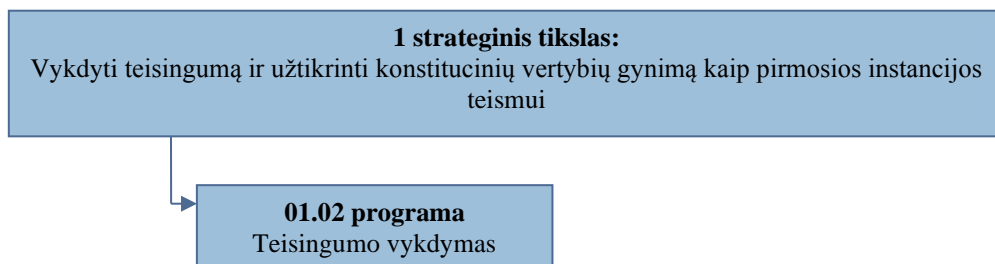 1 strateginis tikslas:
Vykdyti teisingumą ir užtikrinti konstitucinių vertybių gynimą kaip pirmosios instancijos
teismui
01.02 programa
Teisingumo vykdymas